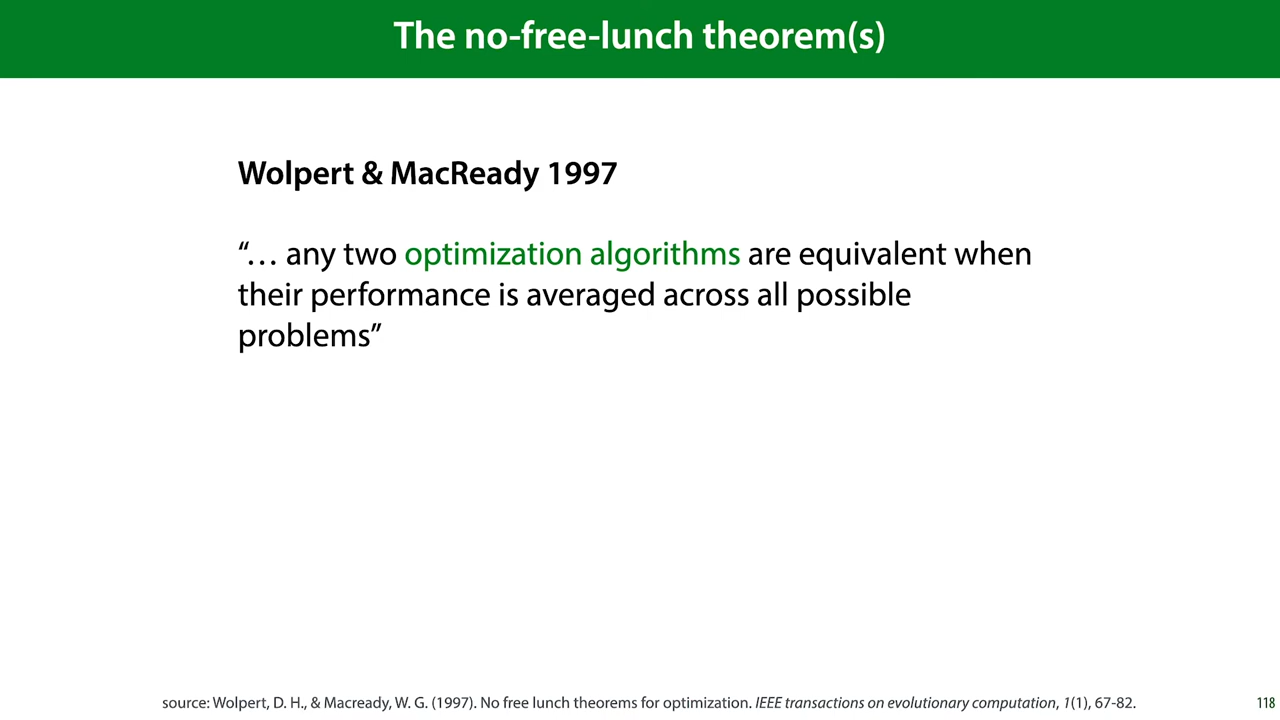 The no-free-lunch theorem(s)
Wolpert & MacReady 1997
“… any two optimization algorithms are equivalent when
their performance is averaged across all possible
problems”
source: Wolpert, D. H., & Macready, W. G. (1997). No free lunch theorems for optimization. IEEE transactions on evolutionary computation, 1(1), 67-82.
118